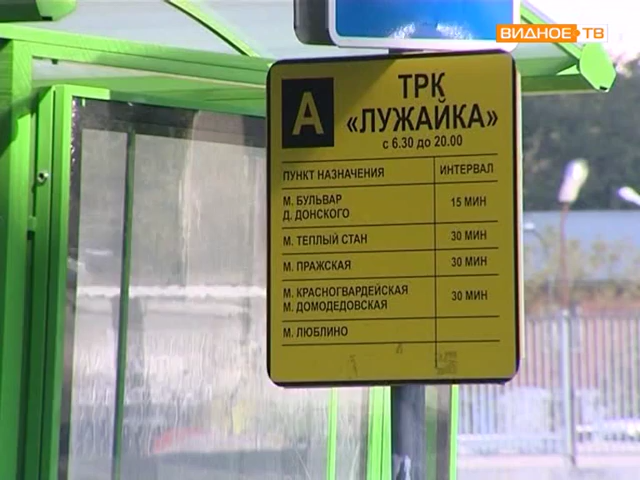 ВИДНОЕ ТВ
А
ТРК
«ЛУЖАЙКА»
с 6.30 до 20.00
ПУНКТ НАЗНАЧЕНИЯ ИНТЕРВАЛ
М. БУЛЬВАР
Д. ДОНСКОГО 15 МИН
М. ТЕПЛЫЙ СТАН 30 МИН
М. ПРАЖСКАЯ 30 МИН
М. КРАСНОГВАРДЕЙСКАЯ
М. ДОМОДЕДОВСКАЯ 30 МИН
М. ЛЮБЛИНО